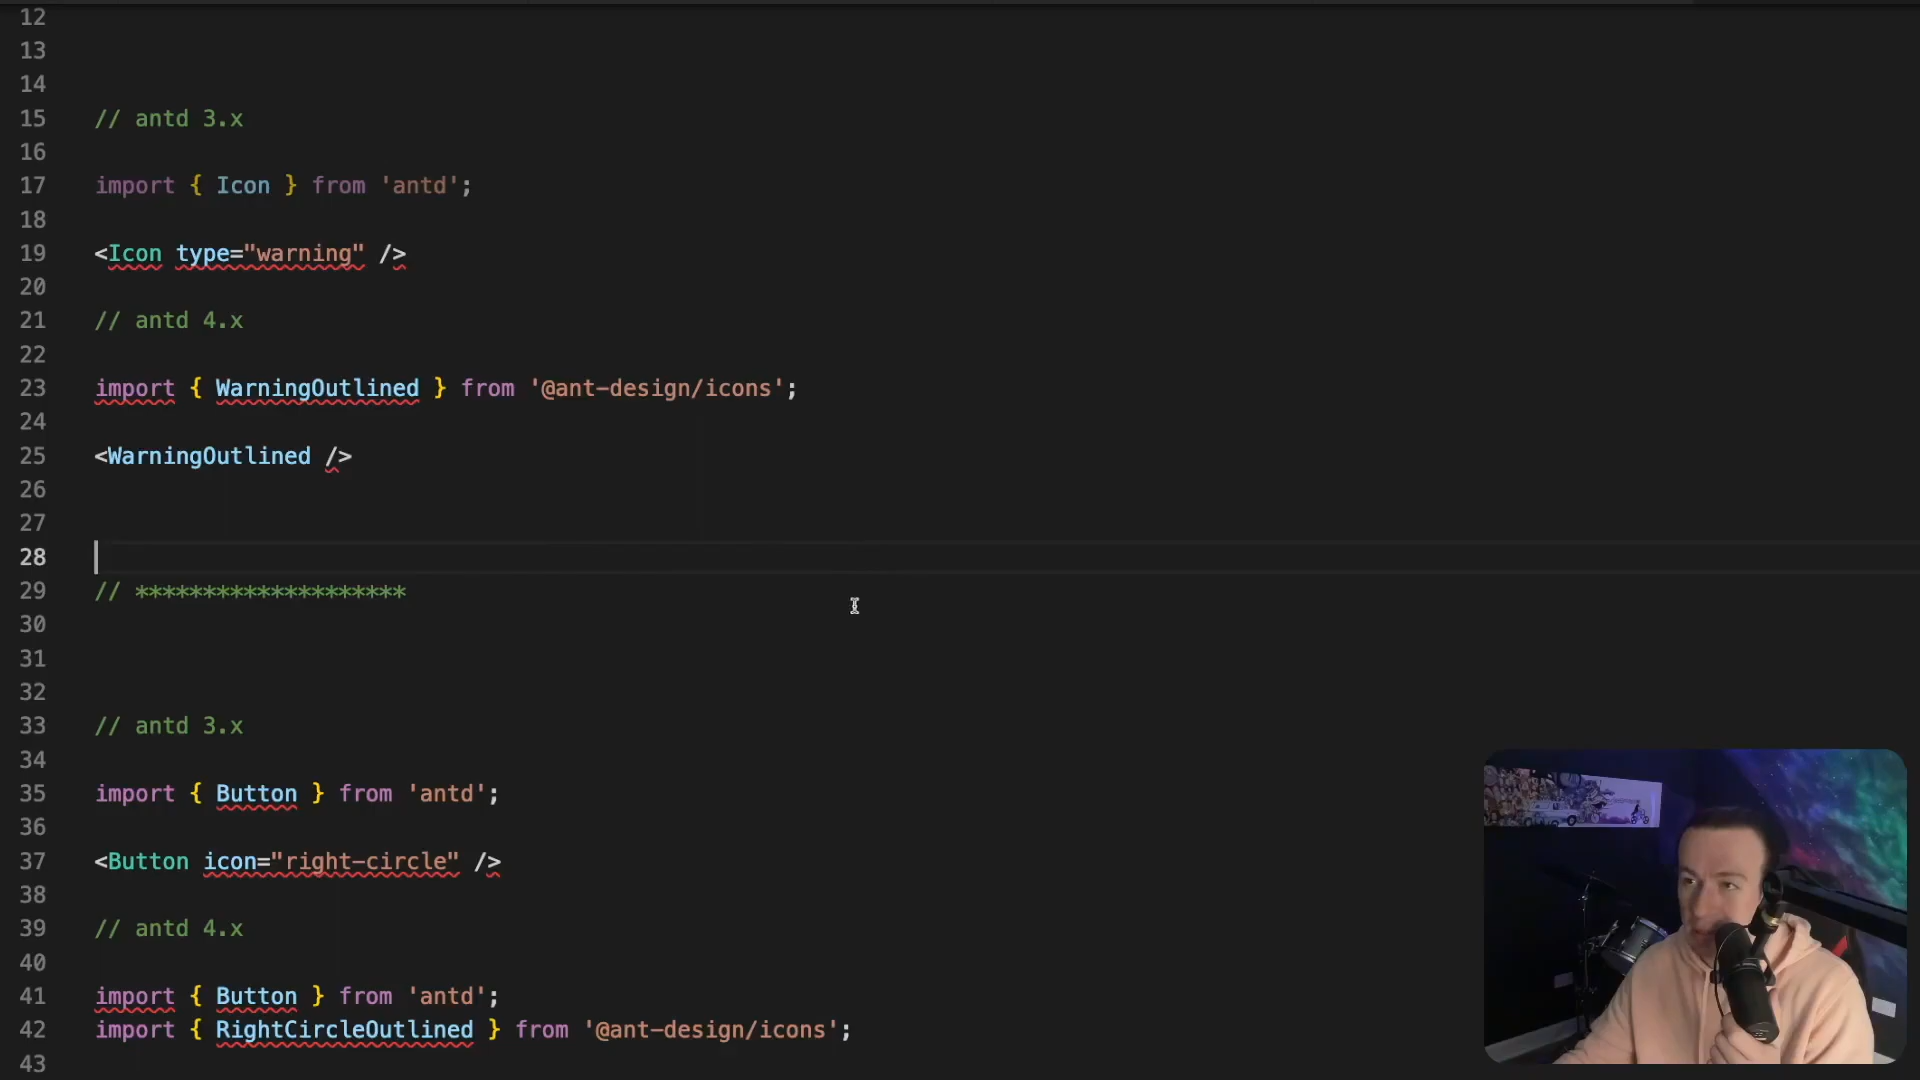 12
13
14
15 // antd 3.x
16
17 import { Icon } from 'antd';
18
19 <Icon type="warning" />
20
21 // antd 4.x
22
23 import { WarningOutlined } from '@ant-design/icons';
24
25 <WarningOutlined />
26
27
28
29 // ********************
30
31
32
33 // antd 3.x
34
35 import { Button } from 'antd';
36
37 <Button icon="right-circle" />
38
39 // antd 4.x
40
41 import { Button } from 'antd';
42 import { RightCircleOutlined } from '@ant-design/icons';
43